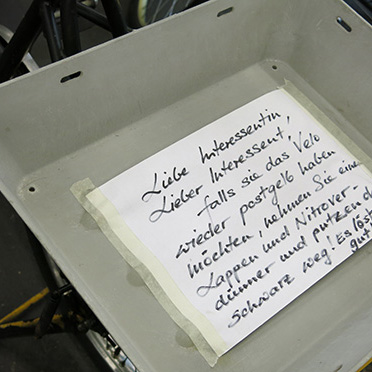 Liebe Interessentin
Lieber Interessent,
falls sie das Velo
wieder postgelb haben
möchten, nehmen Sie eine
Lappen und Nitrover-
dünner und putzen d
Schwarz weg! Es löst
gut